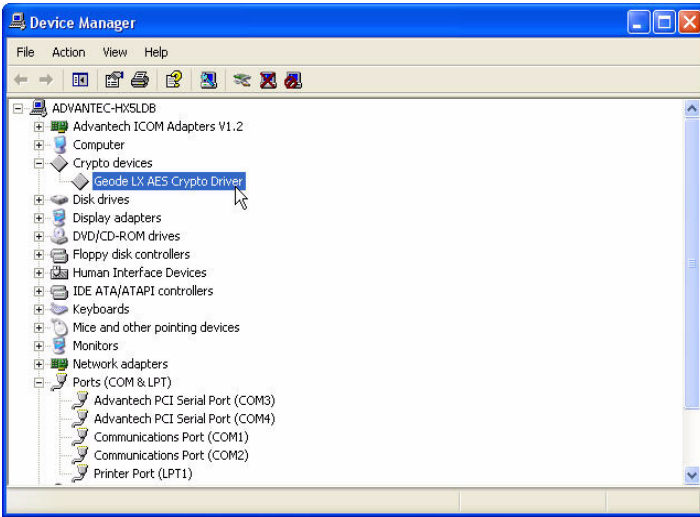 Device Manager
File Action View Help
ADVANTEC-HX5LDB
Advantech ICOM Adapters V1.2
Computer
Crypto devices
Geode LX AES Crypto Driver
Disk drives
Display adapters
DVD/CD-ROM drives
Floppy disk controllers
Human Interface Devices
IDE ATA/ATAPI controllers
Keyboards
Mice and other pointing devices
Monitors
Network adapters
Ports (COM & LPT)
Advantech PCI Serial Port (COM3)
Advantech PCI Serial Port (COM4)
Communications Port (COM1)
Communications Port (COM2)
Printer Port (LPT1)